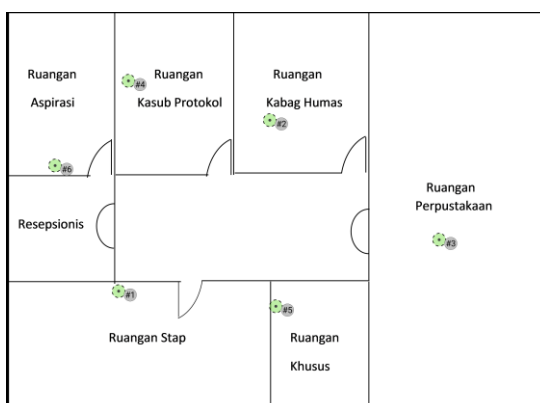 Ruangan
Aspirasi
#6
Ruangan
Kasub Protokol
#4
Ruangan
Kabag Humas
#2
Ruangan
Perpustakaan
#3
Resepsionis
#1
Ruangan Stap
#5
Ruangan
Khusus